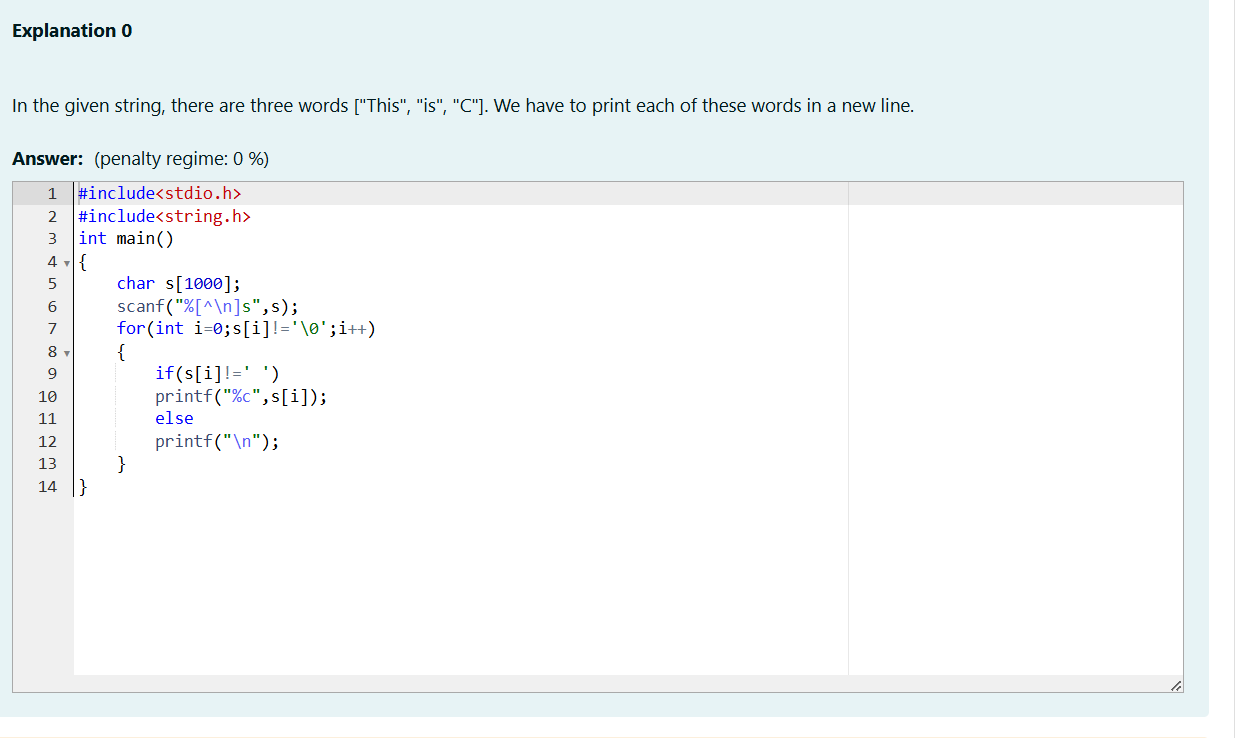 Explanation 0
In the given string, there are three words ["This", "is", "C"]. We have to print each of these words in a new line.
Answer: (penalty regime: 0 %)
1 #include<stdio.h>
2 #include<string.h>
3 int main()
4 {
5     char s[1000];
6     scanf("%[^\n]s",s);
7     for(int i=0;s[i]!='\0';i++)
8     {
9         if(s[i]!=' ')
10         printf("%c",s[i]);
11         else
12         printf("\n");
13     }
14 }